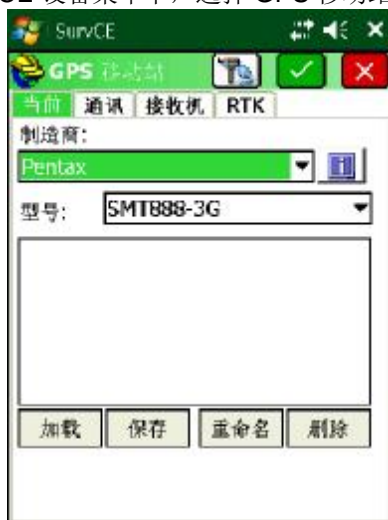 SurvCE
GPS 移动站
当前 通讯 接收机 RTK
制造商:
Pentax
型号: SMT888-3G
加载 保存 重命名 删除